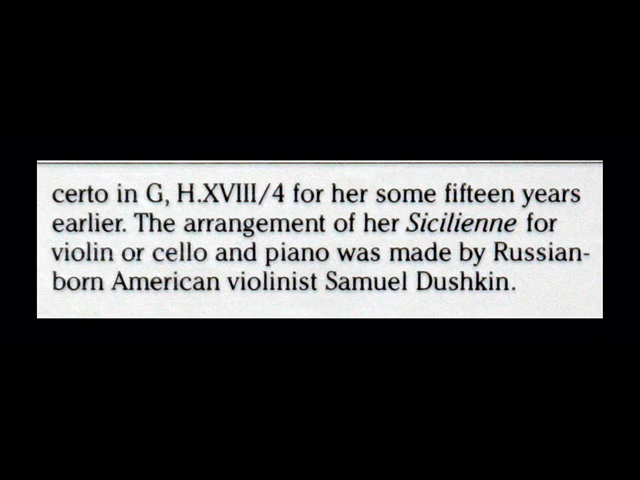 certo in G, H.XVIII/4 for her some fifteen years
earlier. The arrangement of her Sicilienne for
violin or cello and piano was made by Russian-
born American violinist Samuel Dushkin.